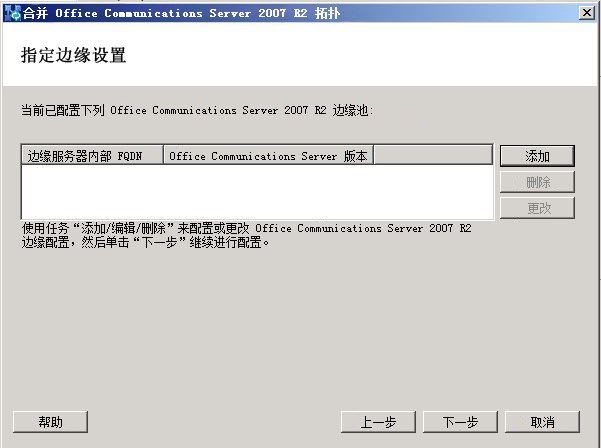 合并 Office Communications Server 2007 R2 拓扑
指定边缘设置
当前已配置下列 Office Communications Server 2007 R2 边缘池:
边缘服务器内部 FQDN Office Communications Server 版本
添加
删除
更改
使用任务“添加/编辑/删除”来配置或更改 Office Communications Server 2007 R2
边缘配置，然后单击“下一步”继续进行配置。
帮助 上一步 下一步 取消